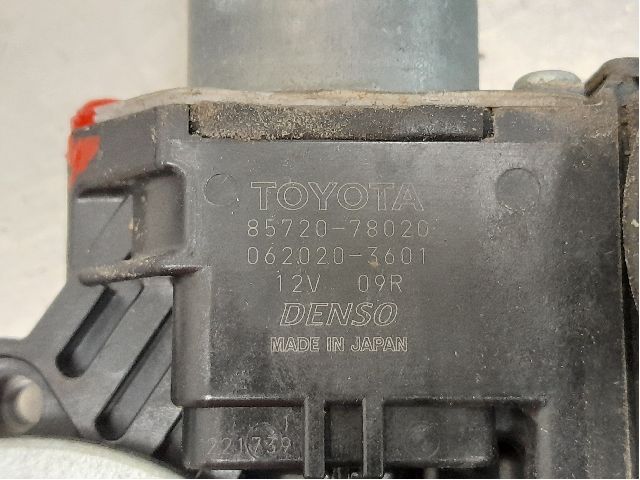 TOYOTA
85720-78020
062020-3601
12V 09R
DENSO
MADE IN JAPAN
221739